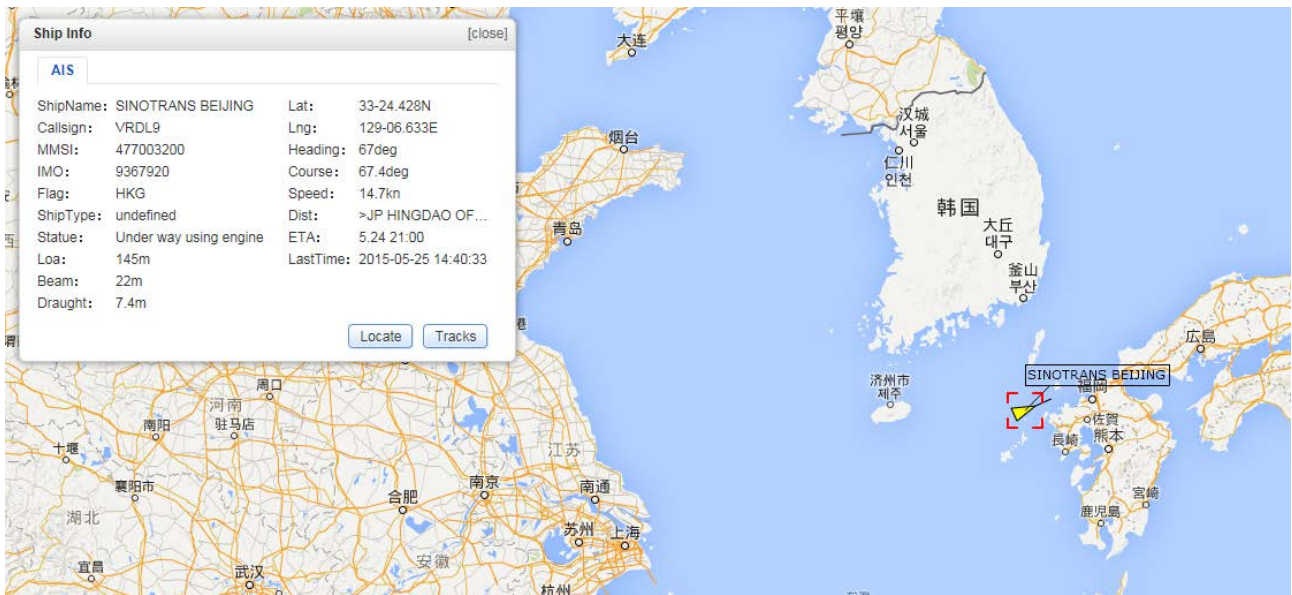 Ship Info [close]
AIS
ShipName: SINOTRANS BEIJING Lat: 33-24.428N
Callsign: VRDL9 Lng: 129-06.633E
MMSI: 477003200 Heading: 67deg
IMO: 9367920 Course: 67.4deg
Flag: HKG Speed: 14.7kn
ShipType: undefined Dist: >JP HINGDAO OF...
Statue: Under way using engine ETA: 5.24 21:00
Loa: 145m LastTime: 2015-05-25 14:40:33
Beam: 22m
Draught: 7.4m
Locate Tracks
平壤
평양
大连
汉城
서울
烟台
仁川
인천
韩国
大丘
대구
青岛
釜山
부산
港
広島
济州市
제주
SINOTRANS BEIJING
福岡
佐賀
長崎
熊本
宮崎
鹿児島
周口
河南
南阳
驻马店
十堰
江苏
襄阳市
南京
合肥
南通
湖北
苏州
上海
宜昌
武汉
安徽
杭州